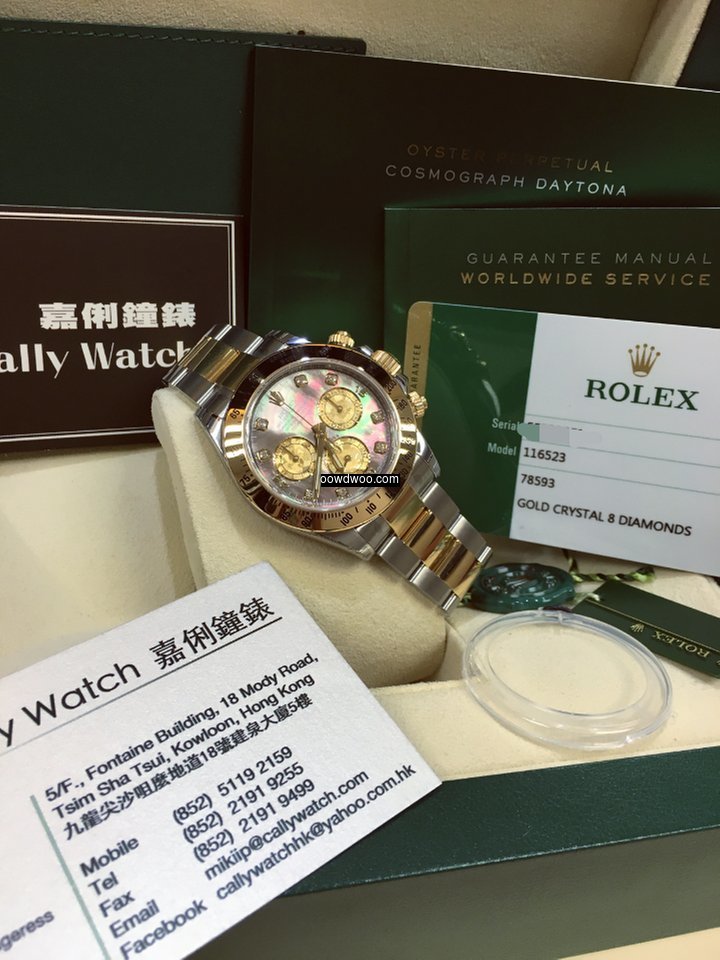 OYSTER PERPETUAL
COSMOGRAPH DAYTONA
GUARANTEE MANUAL
WORLDWIDE SERVICE
嘉俐鐘錶
ally Watch
GUARANTEE
ROLEX
Serial
Model 116523
78593
GOLD CRYSTAL 8 DIAMONDS
oowdwoo.com
ROLEX
y Watch 嘉俐鐘錶
5/F., Fontaine Building, 18 Mody Road,
Tsim Sha Tsui, Kowloon, Hong Kong
九龍尖沙咀麼地道18號建泉大廈5樓
Mobile (852) 5119 2159
Tel (852) 2191 9255
Fax (852) 2191 9499
Email mikiip@callywatch.com
Facebook callywatchhk@yahoo.com.hk